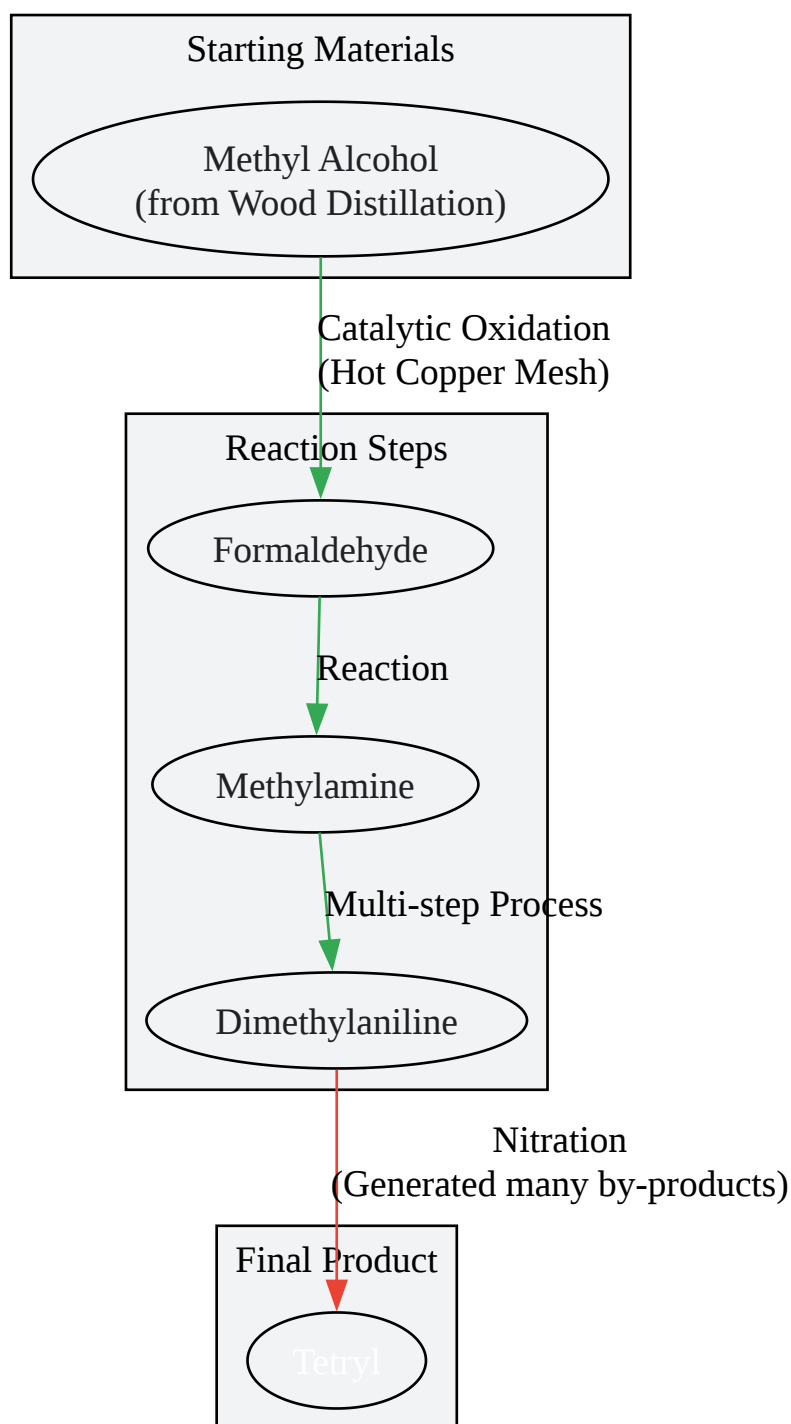 Starting Materials
Methyl Alcohol
(from Wood Distillation)
Catalytic Oxidation
(Hot Copper Mesh)
Reaction Steps
Formaldehyde
Reaction
Methylamine
Multi-step Process
Dimethylaniline
Nitration
(Generated many by-products)
Final Product
Tetryl